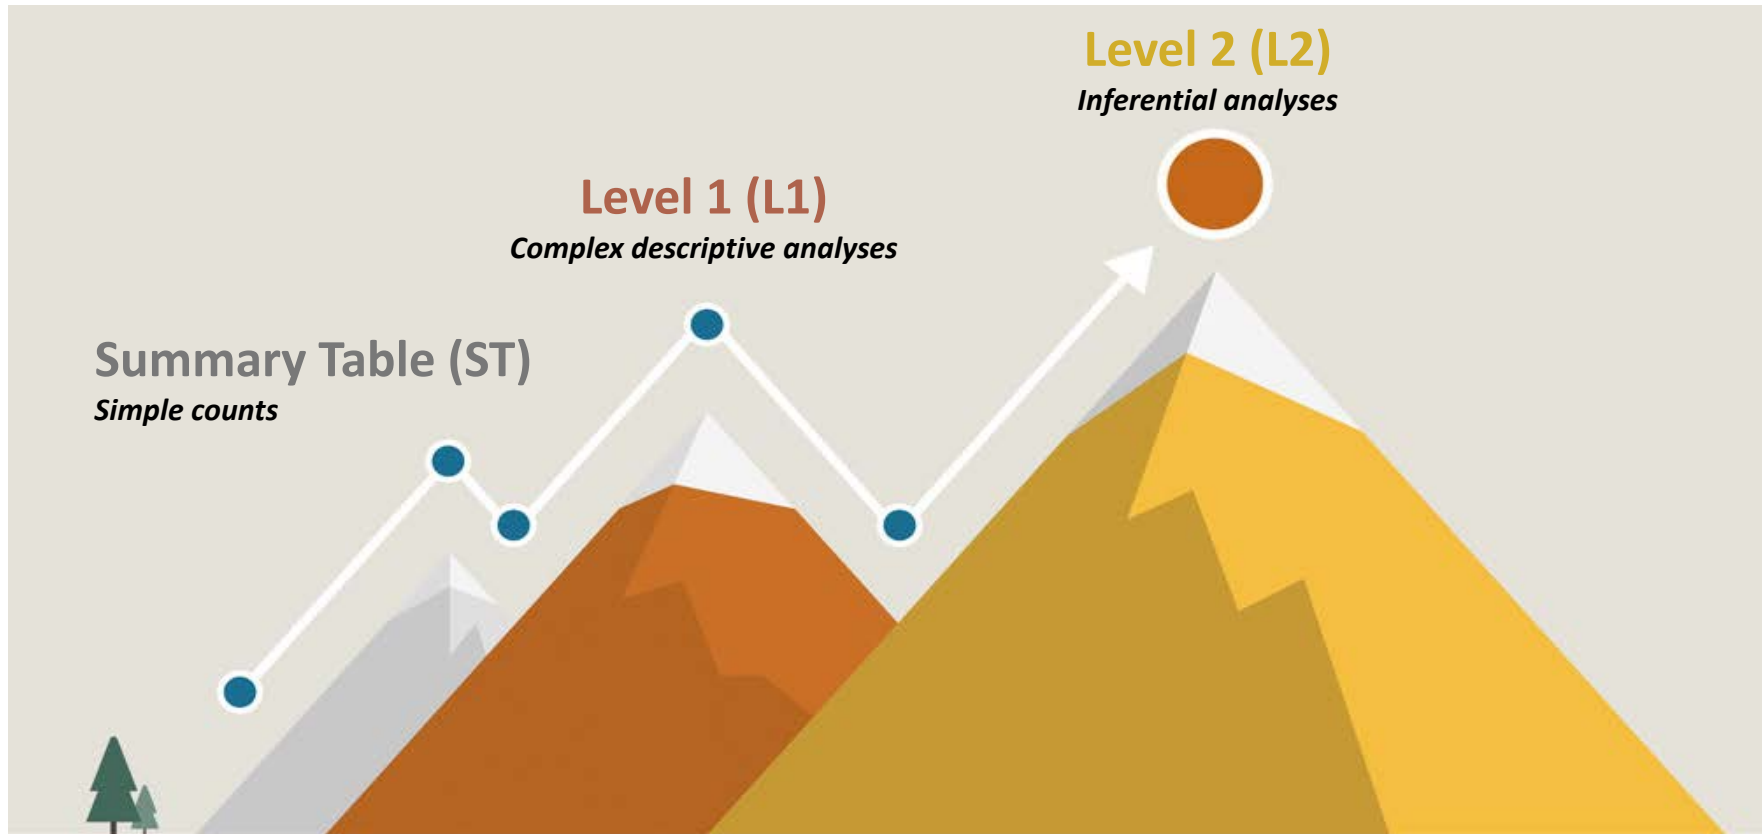 Level 2 (L2)
Inferential analyses
Level 1 (L1)
Complex descriptive analyses
Summary Table (ST)
Simple counts